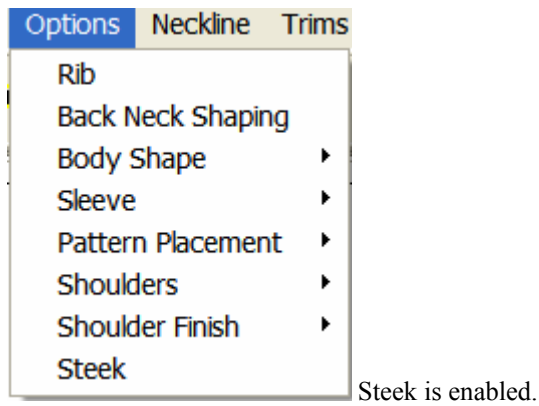 Options Neckline Trims
Rib
Back Neck Shaping
Body Shape
Sleeve
Pattern Placement
Shoulders
Shoulder Finish
Steek
Steek is enabled.